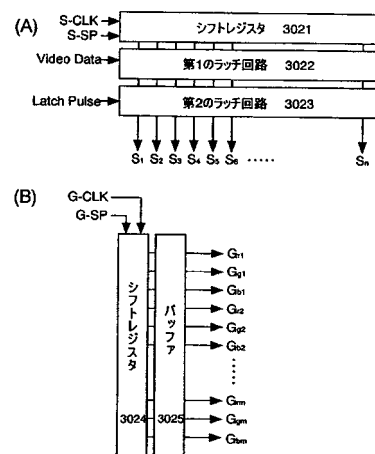 (A)
S-CLK
S-SP
シフトレジスタ 3021
Video Data
第1のラッチ回路 3022
Latch Pulse
第2のラッチ回路 3023
S1 S2 S3 S4 S5 S6 ····· Sn
(B)
G-CLK
G-SP
シフトレジスタ
3024
バッファ
3025
Gr1
Gg1
Gb1
Gr2
Gg2
Gb2
Grm
Ggm
Gbm